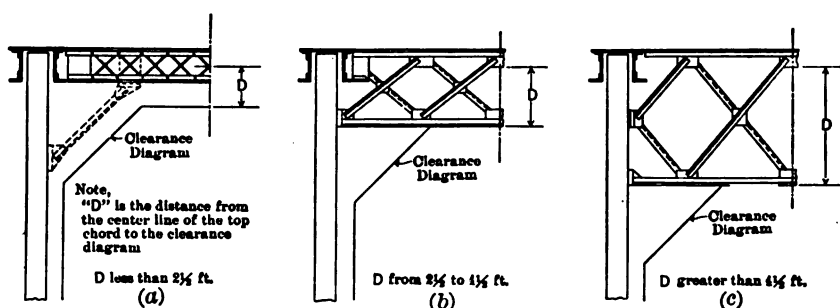 D
Clearance
Diagram
Note,
"D" is the distance from
the center line of the top
chord to the clearance
diagram
D less than 2½ ft.
(a)
D
Clearance
Diagram
D from 2½ to 4½ ft.
(b)
D
Clearance
Diagram
D greater than 4½ ft.
(c)